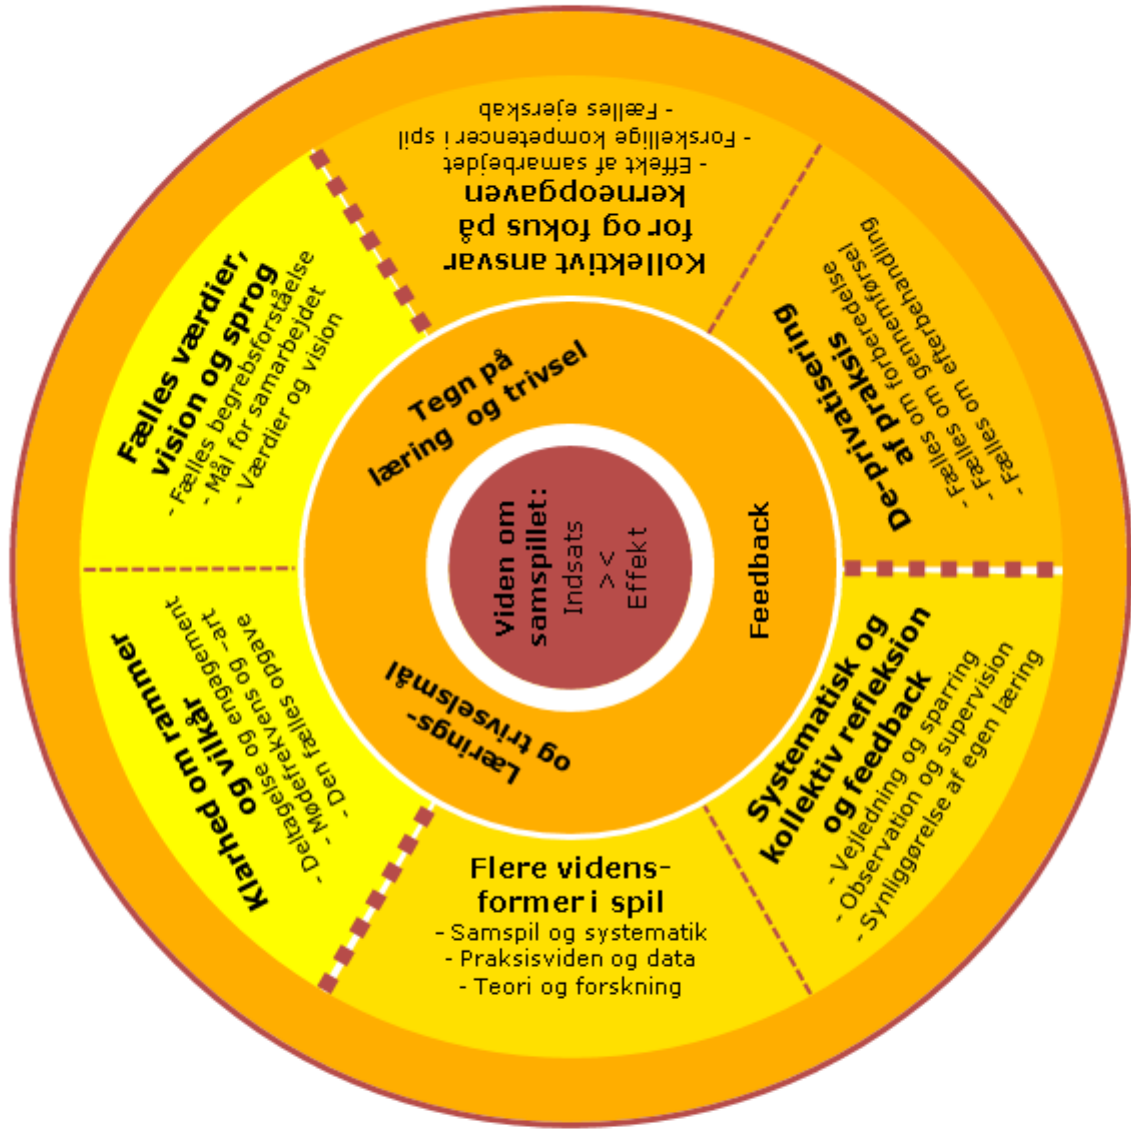 Viden om
samspillet:
Indsats
><
Effekt
Tegn på
læring og trivsel
Feedback
Lærings-
og trivselsmål
Fælles værdier,
vision og sprog
- Fælles begrebsforståelse
- Mål for samarbejdet
- Værdier og vision
Kollektivt ansvar
for og fokus på
kerneopgaven
- Effekt af samarbejdet
- Forskellige kompetencer i spil
- Fælles ejerskab
De-privatisering
af praksis
- Fælles om forberedelse
- Fælles om gennemførsel
- Fælles om efterbehandling
Systematisk og
kollektiv refleksion
og feedback
- Vejledning og sparring
- Observation og supervision
- Synliggørelse af egen læring
Flere videns-
former i spil
- Samspil og systematik
- Praksisviden og data
- Teori og forskning
Klarhed om rammer
og vilkår
- Deltagelse og engagement
- Mødefrekvens og –art
- Den fælles opgave